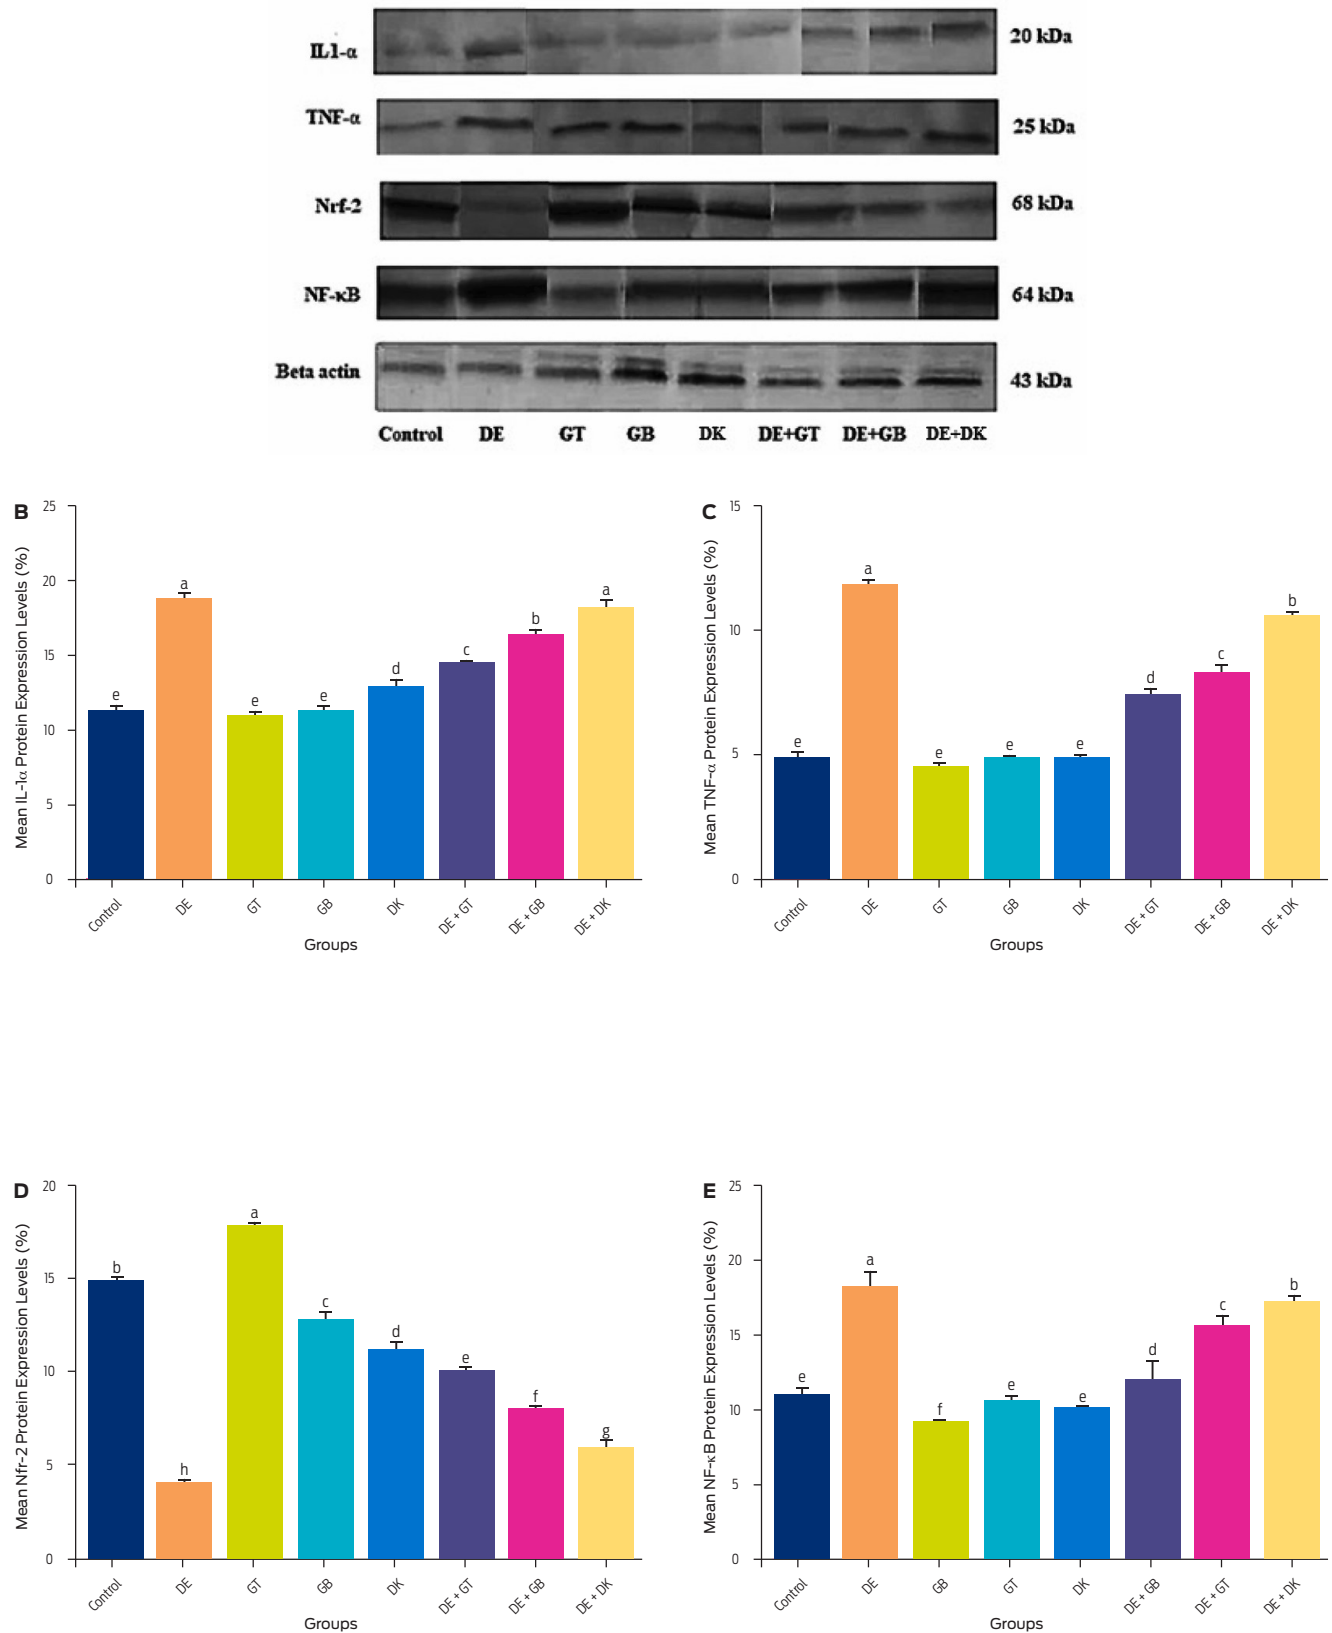 IL1-α 20 kDa
TNF-α 25 kDa
Nrf-2 68 kDa
NF-κB 64 kDa
Beta actin 43 kDa
Control DE GT GB DK DE+GT DE+GB DE+DK
B
Mean IL-1α Protein Expression Levels (%)
25
20
15
10
5
0
e a e e d c b a
Control DE GT GB DK DE + GT DE + GB DE + DK
Groups
C
Mean TNF-α Protein Expression Levels (%)
15
10
5
0
e a e e e d c b
Control DE GT GB DK DE + GT DE + GB DE + DK
Groups
D
Mean Nfr-2 Protein Expression Levels (%)
20
15
10
5
0
b h a c d e f g
Control DE GT GB DK DE + GT DE + GB DE + DK
Groups
E
Mean NF-κB Protein Expression Levels (%)
25
20
15
10
5
0
e a f e e d c b
Control DE GB GT DK DE + GB DE + GT DE + DK
Groups